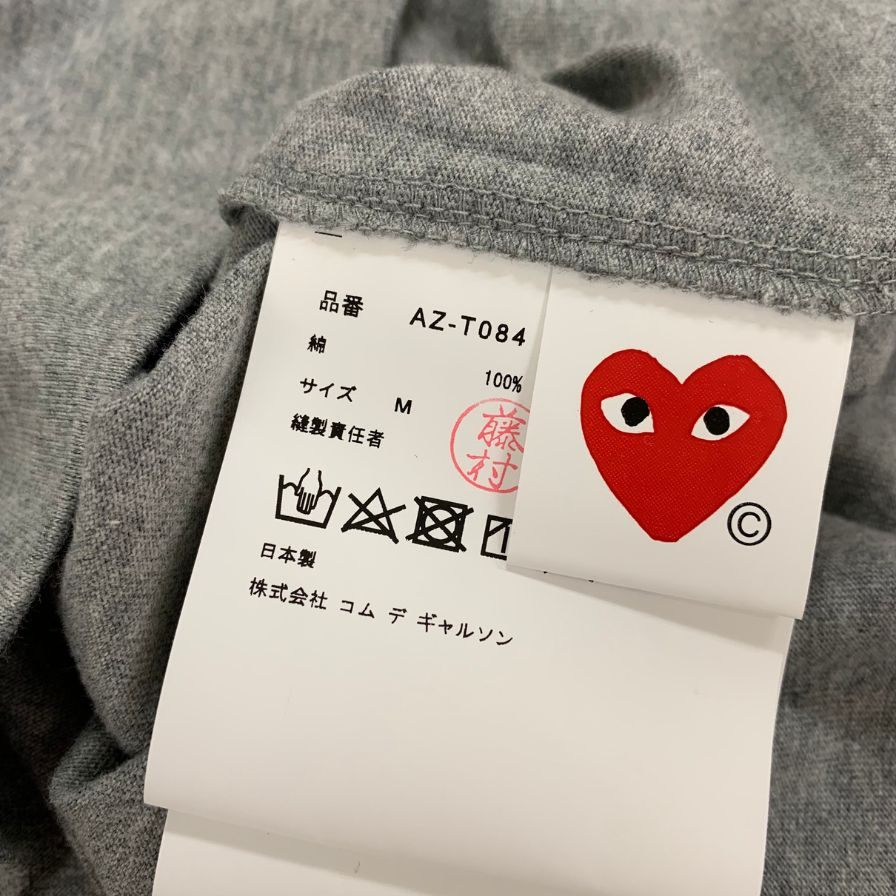 品番 AZ-T084
綿 100%
サイズ M
縫製責任者 藤村
日本製
株式会社 コム デ ギャルソン
©